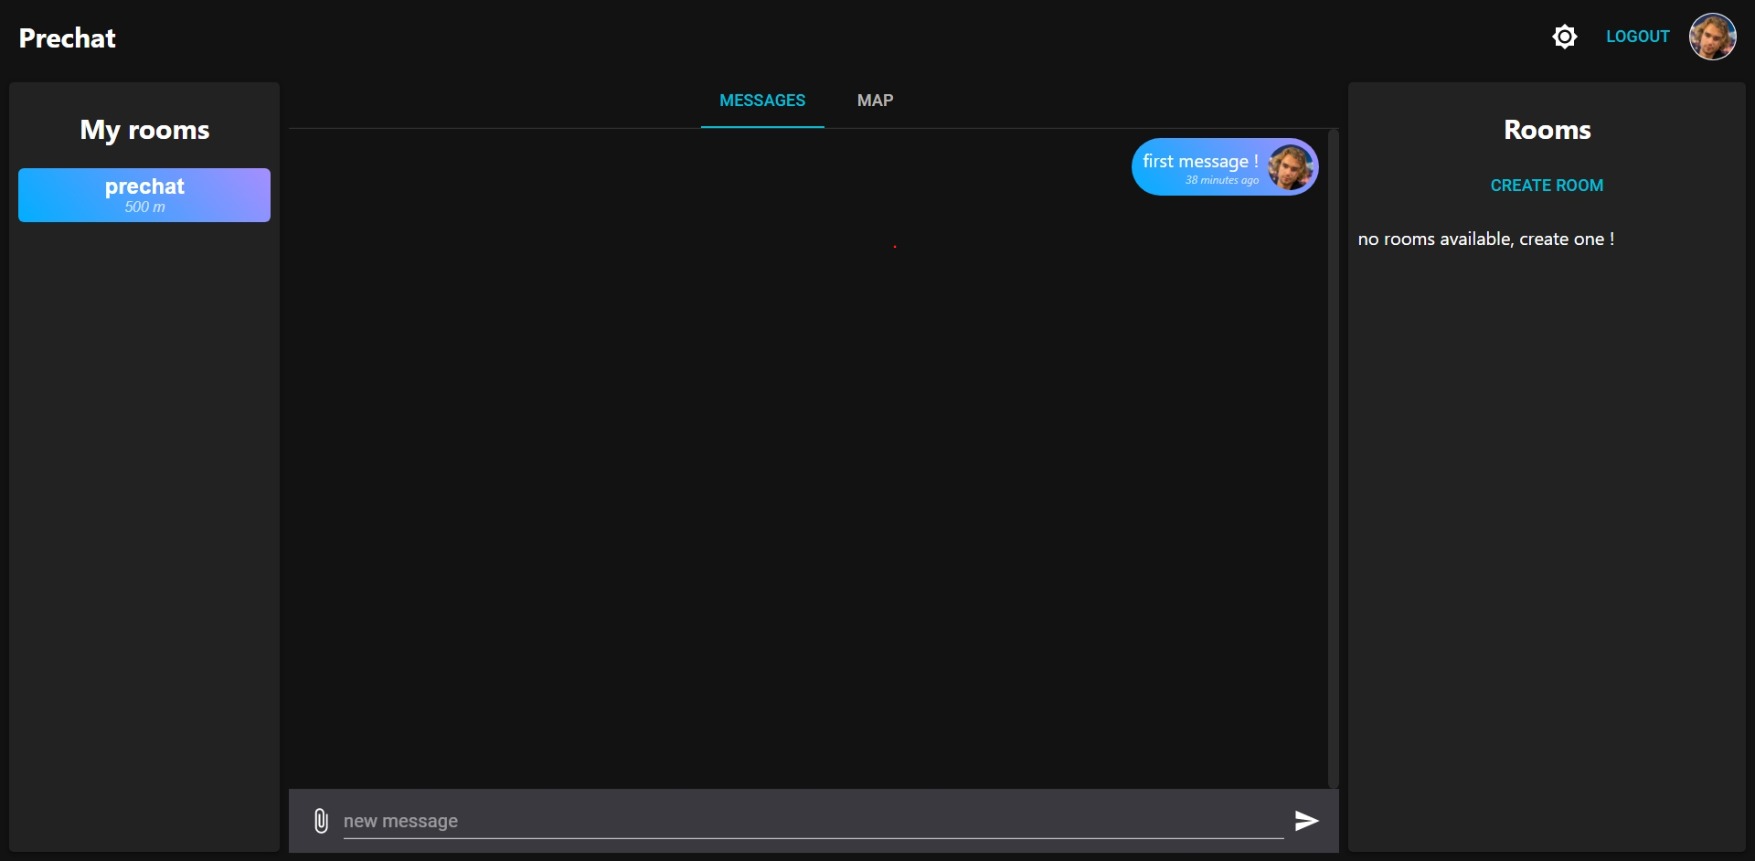 Prechat
LOGOUT
My rooms
prechat
500 m
MESSAGES
MAP
first message !
38 minutes ago
new message
Rooms
CREATE ROOM
no rooms available, create one !